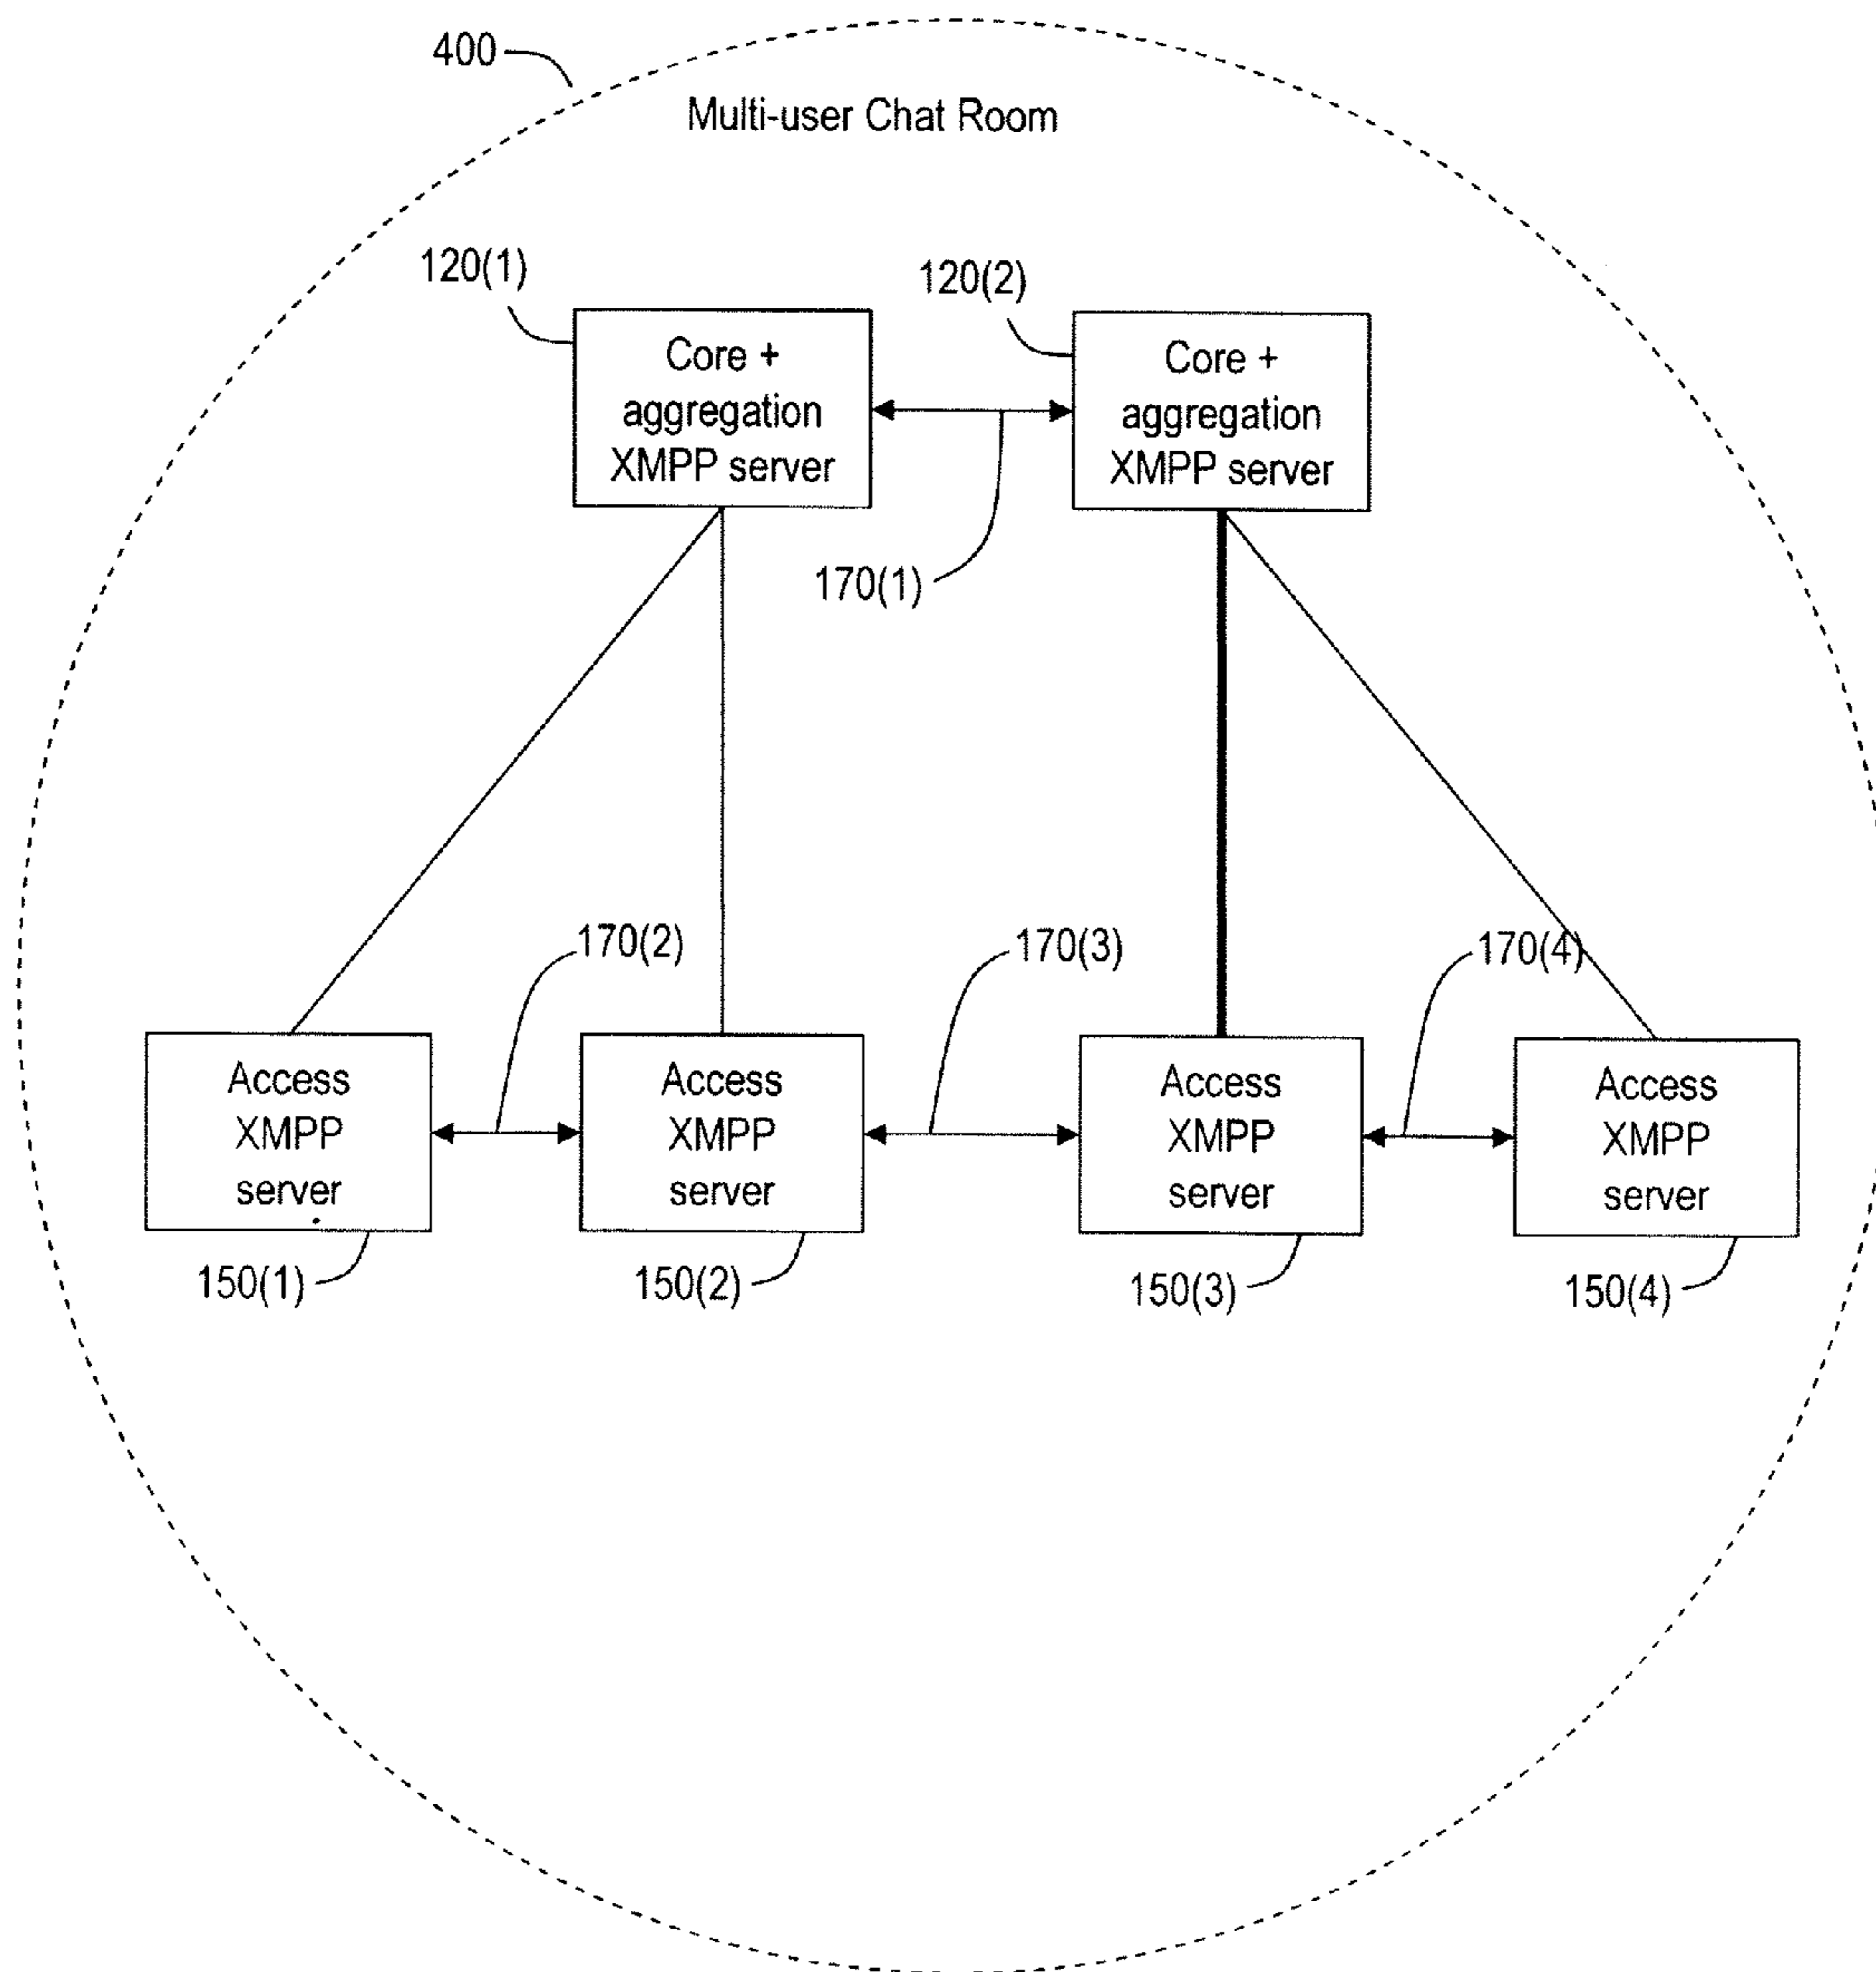 400
Multi-user Chat Room
120(1)
120(2)
Core +
aggregation
XMPP server
Core +
aggregation
XMPP server
170(1)
170(2)
170(3)
170(4)
Access
XMPP
server
Access
XMPP
server
Access
XMPP
server
Access
XMPP
server
150(1)
150(2)
150(3)
150(4)